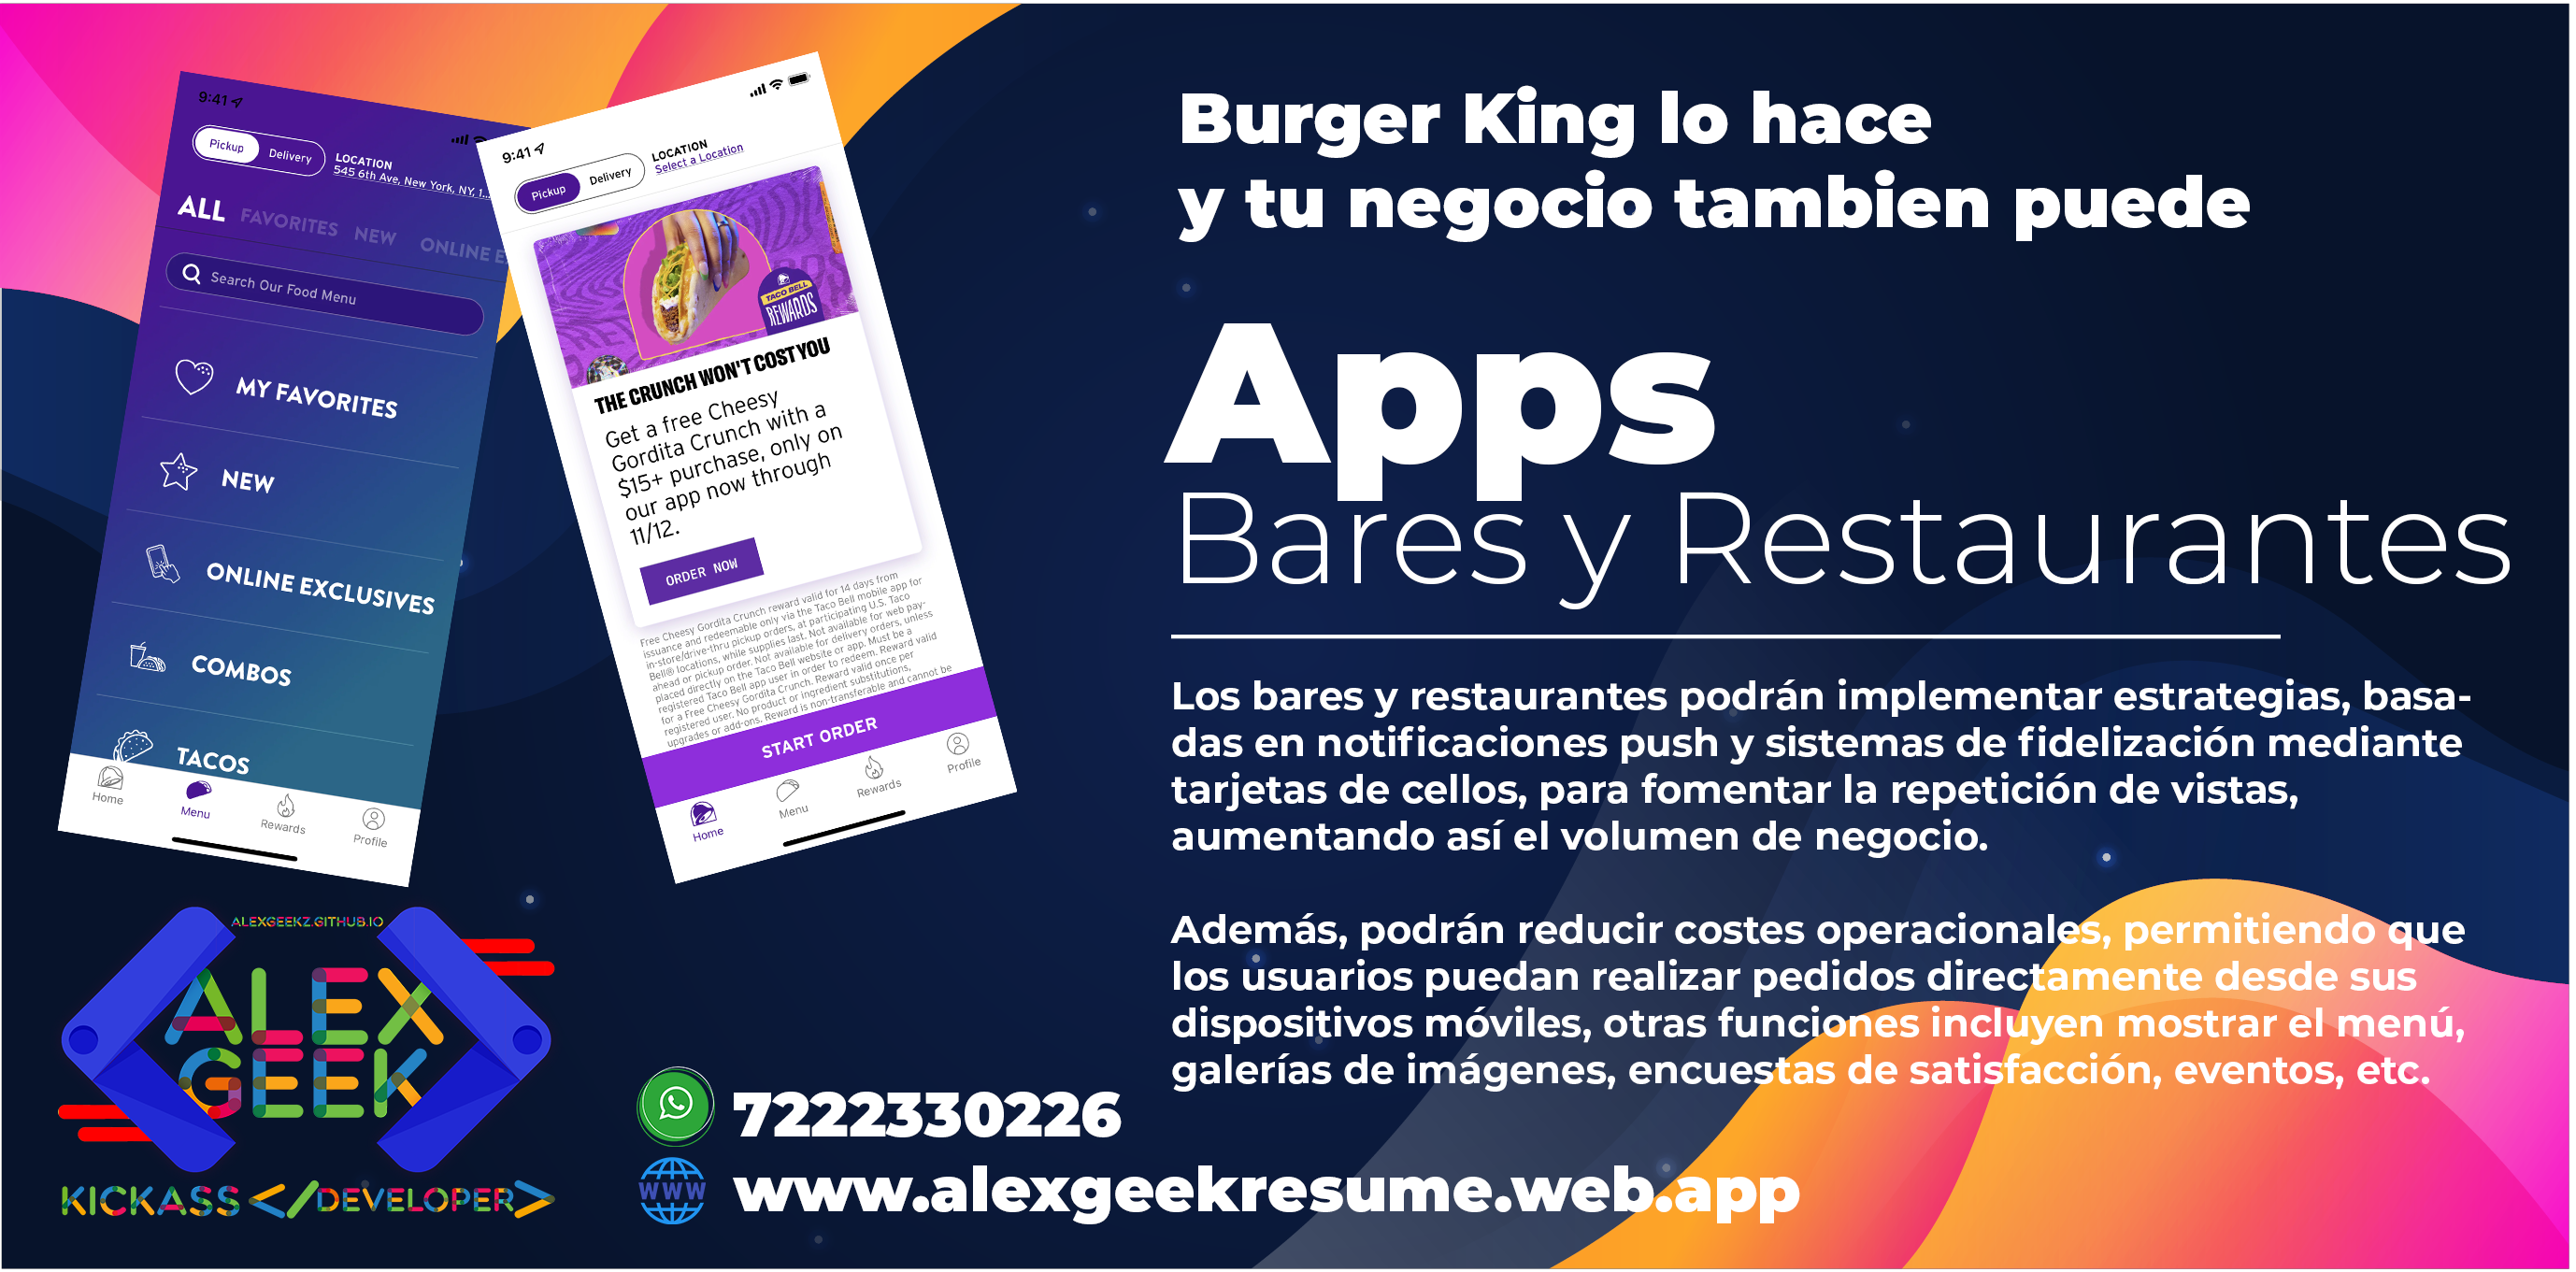 9:41
Pickup
Delivery
LOCATION
545 6th Ave, New York, NY, 1...
ALL FAVORITES NEW ONLINE E
Search Our Food Menu
MY FAVORITES
NEW
ONLINE EXCLUSIVES
COMBOS
TACOS
Home
Menu
Rewards
Profile
9:41
Pickup
Delivery
LOCATION
Select a Location
TACO BELL
REWARDS
THE CRUNCH WON'T COST YOU
Get a free Cheesy
Gordita Crunch with a
$15+ purchase, only on
our app now through
11/12.
ORDER NOW
Free Cheesy Gordita Crunch reward valid for 14 days from
issuance and redeemable only via the Taco Bell mobile app for
in-store/drive-thru pickup orders, at participating U.S. Taco
Bell® locations, while supplies last. Not available for web pay-
ahead or pickup order. Not available for delivery orders, unless
placed directly on the Taco Bell website or app. Must be a
registered Taco Bell app user in order to redeem. Reward valid
for a Free Cheesy Gordita Crunch. Reward valid once per
registered user. No product or ingredient substitutions,
upgrades or add-ons. Reward is non-transferable and cannot be
START ORDER
Home
Menu
Rewards
Profile
Burger King lo hace
y tu negocio tambien puede
Apps
Bares y Restaurantes
Los bares y restaurantes podrán implementar estrategias, basa-
das en notificaciones push y sistemas de fidelización mediante
tarjetas de cellos, para fomentar la repetición de vistas,
aumentando así el volumen de negocio.
Además, podrán reducir costes operacionales, permitiendo que
los usuarios puedan realizar pedidos directamente desde sus
dispositivos móviles, otras funciones incluyen mostrar el menú,
galerías de imágenes, encuestas de satisfacción, eventos, etc.
ALEXGEEKZ.GITHUB.IO
ALEX
GEEK
KICKASS </DEVELOPER>
7222330226
WWW
www.alexgeekresume.web.app